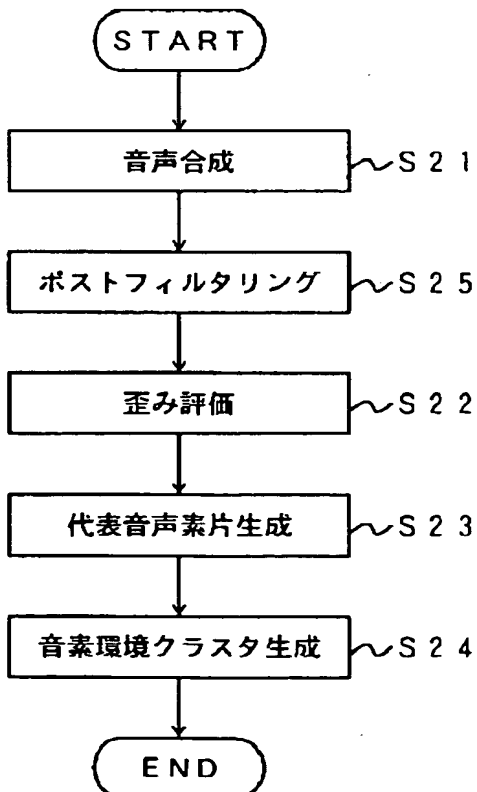 START
音声合成 S21
ポストフィルタリング S25
歪み評価 S22
代表音声素片生成 S23
音素環境クラスタ生成 S24
END